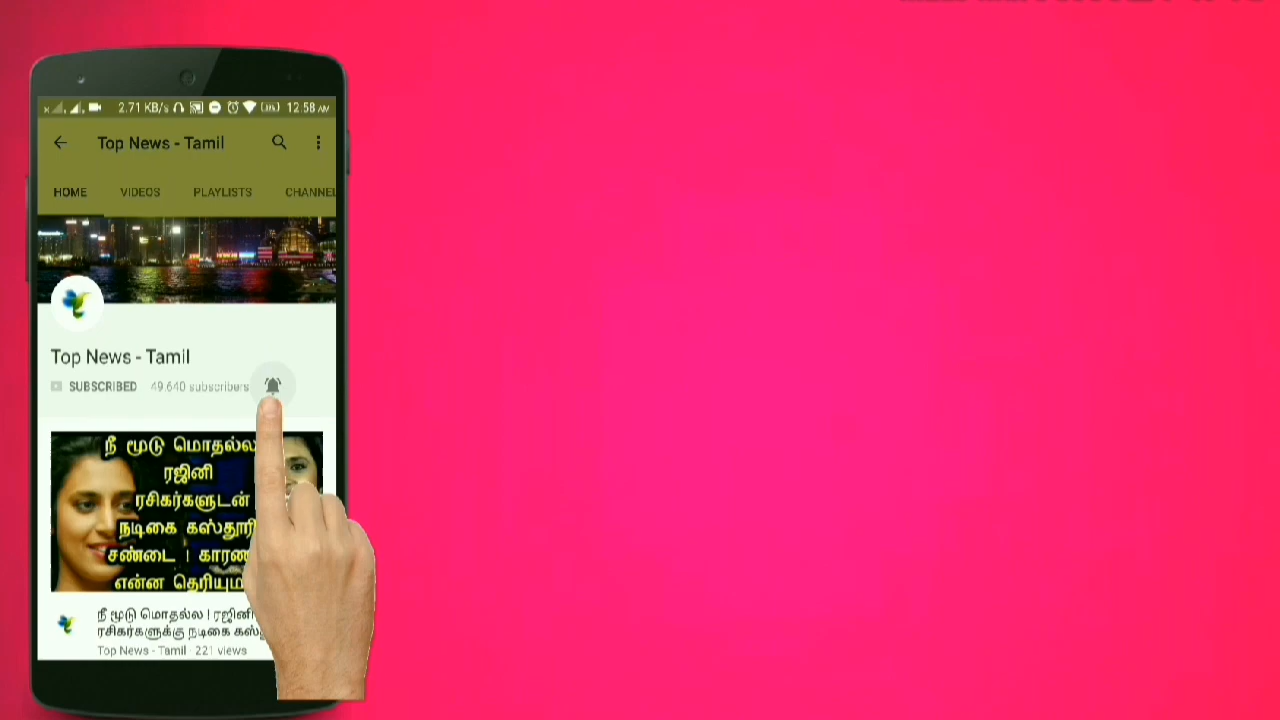 2.71 KB/s 12.58 AM
Top News - Tamil
HOME VIDEOS PLAYLISTS CHANNEL
Top News - Tamil
SUBSCRIBED 49,640 subscribers
நீ மூடு மொதல்ல
ரஜினி
ரசிகர்களுடன்
நடிகை கஸ்தூரி
சண்டை ! காரண
என்ன தெரியும
நீ மூடு மொதல்ல ! ரஜினி
ரசிகர்களுக்கு நடிகை கஸ்
Top News - Tamil · 221 views